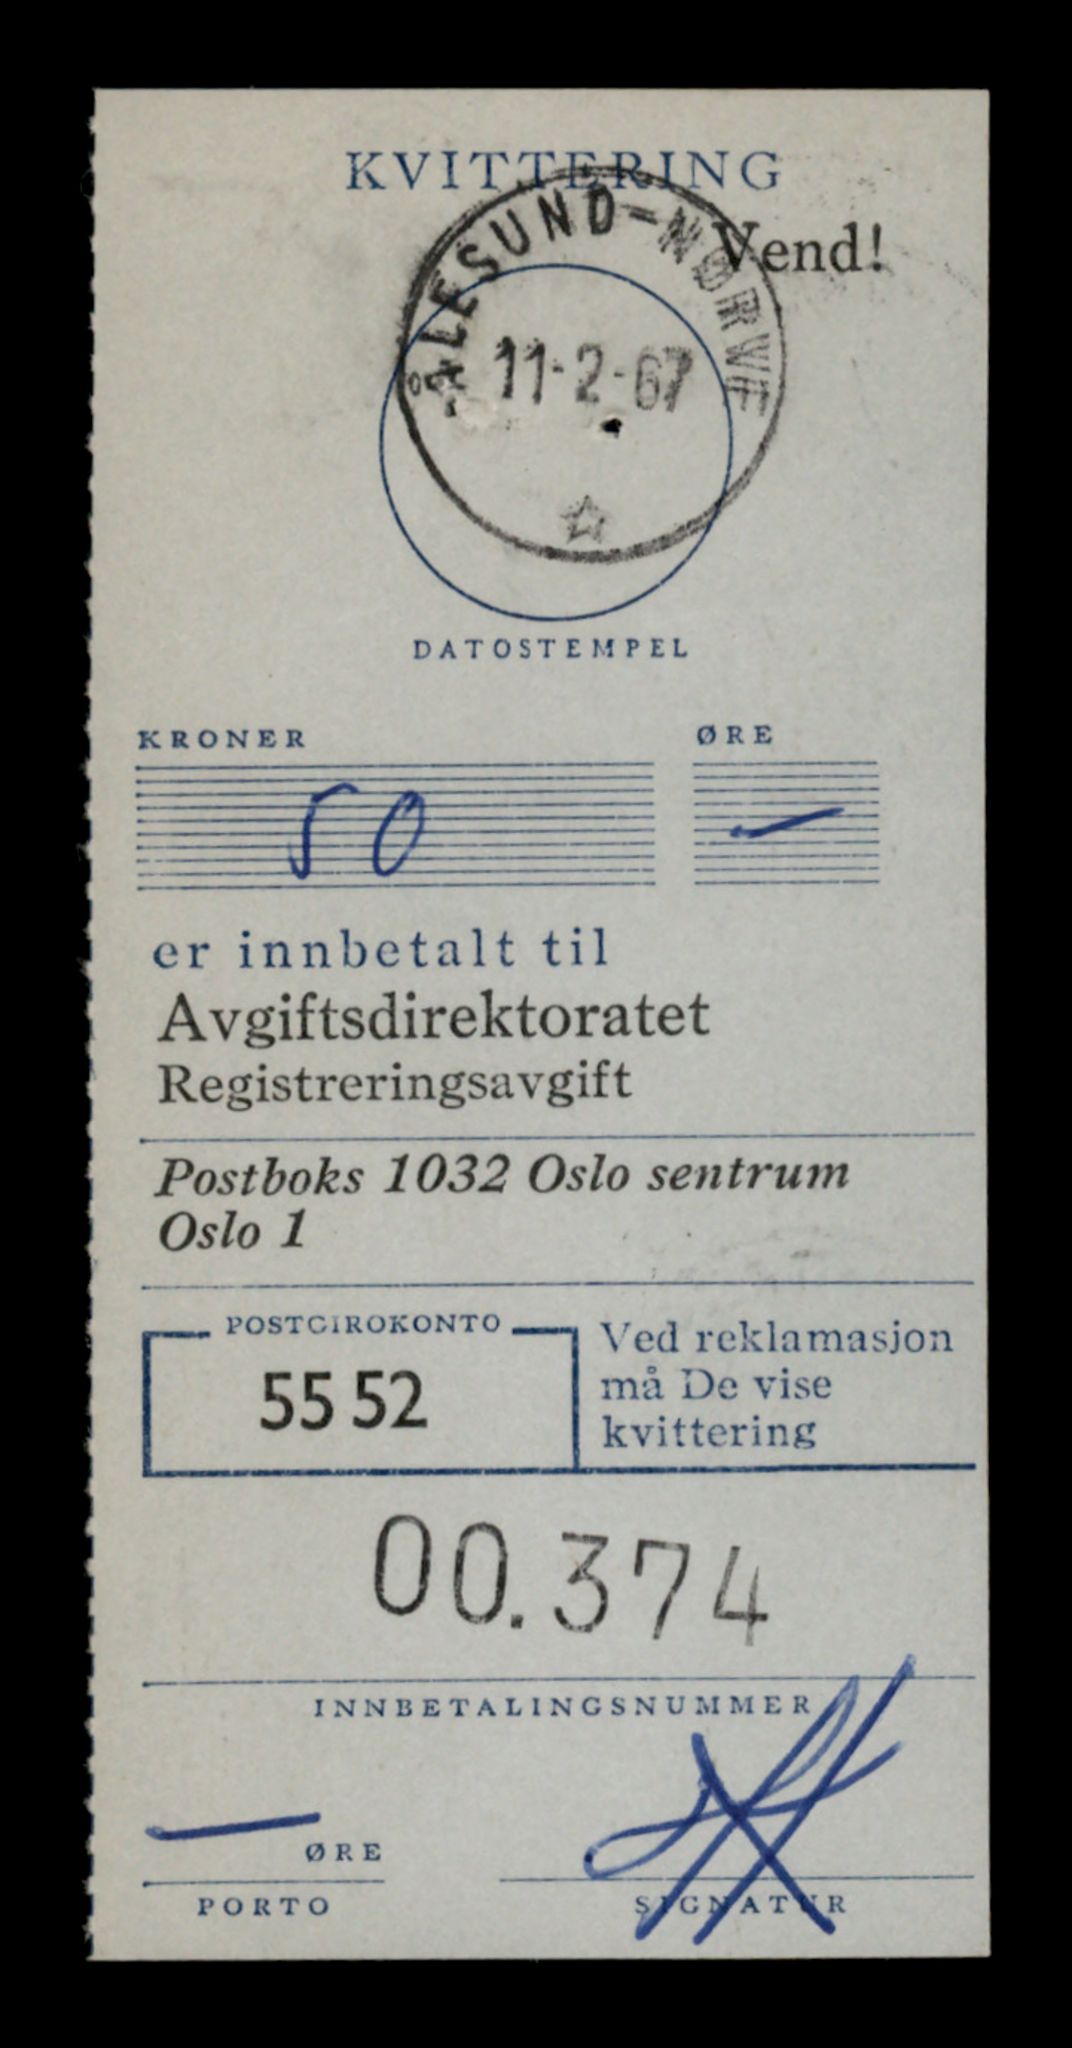 KVITTERING
Vend!
ÅLESUND-NØRVE
11-2-67
DATOSTEMPEL
KRONER ØRE
50 —
er innbetalt til
Avgiftsdirektoratet
Registreringsavgift
Postboks 1032 Oslo sentrum
Oslo 1
POSTGIROKONTO
55 52
Ved reklamasjon
må De vise
kvittering
00.374
INNBETALINGSNUMMER
— ØRE
PORTO
SIGNATUR